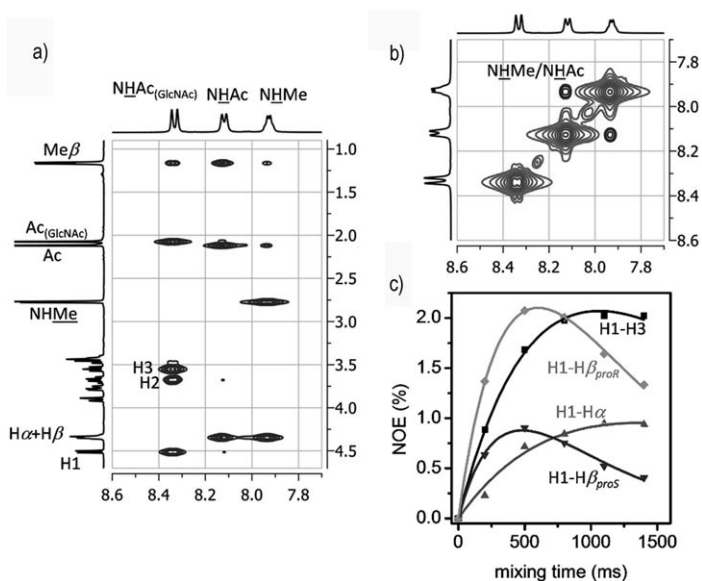 a)
NHAc(GlcNAc)
NHAc
NHMe
Meβ
Ac(GlcNAc)
Ac
NHMe
H3
H2
Hα+Hβ
H1
1.0
1.5
2.0
2.5
3.0
3.5
4.0
4.5
8.6 8.4 8.2 8.0 7.8
b)
NHMe/NHAc
7.8
8.0
8.2
8.4
8.6
8.6 8.4 8.2 8.0 7.8
c)
NOE (%)
2.0
1.5
1.0
0.5
0.0
H1-H3
H1-HβproR
H1-Hα
H1-HβproS
0 500 1000 1500
mixing time (ms)